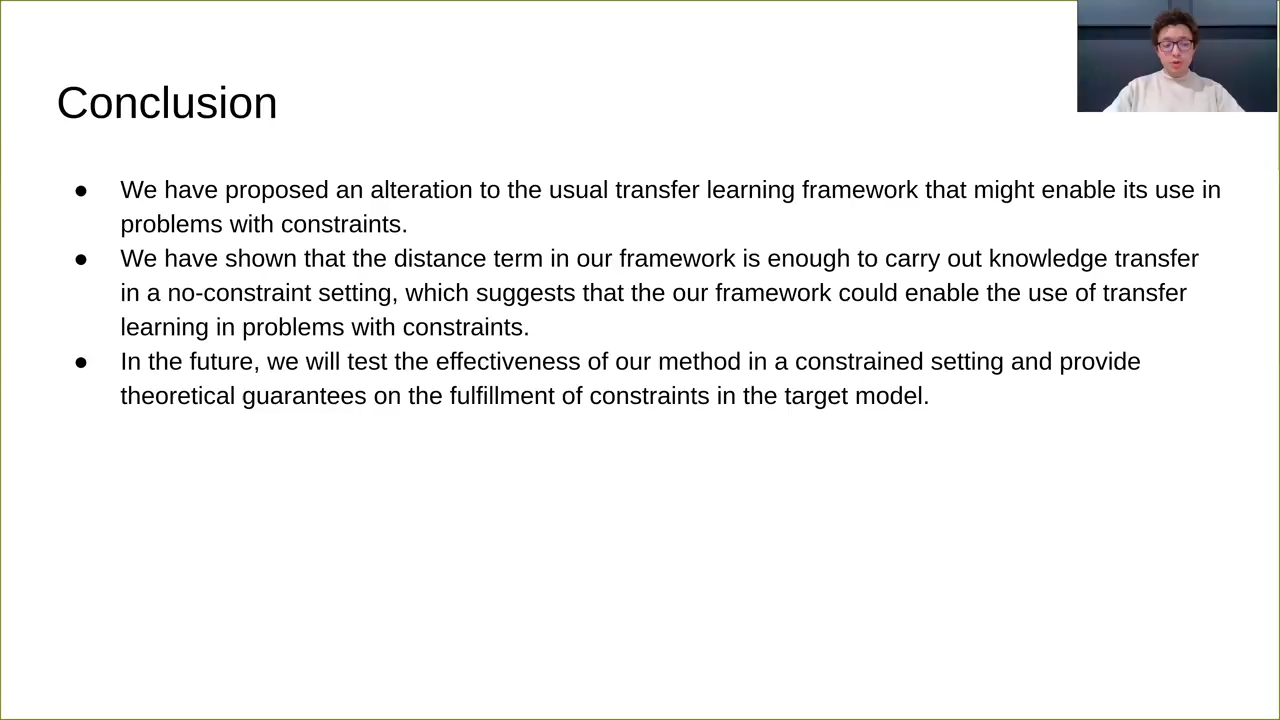 Conclusion
● We have proposed an alteration to the usual transfer learning framework that might enable its use in
problems with constraints.
● We have shown that the distance term in our framework is enough to carry out knowledge transfer
in a no-constraint setting, which suggests that the our framework could enable the use of transfer
learning in problems with constraints.
● In the future, we will test the effectiveness of our method in a constrained setting and provide
theoretical guarantees on the fulfillment of constraints in the target model.